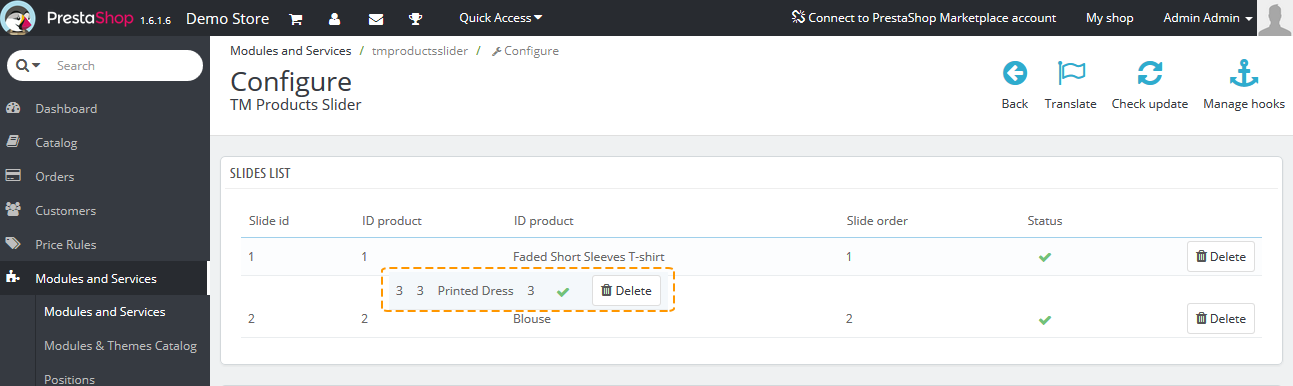 PrestaShop 1.6.1.6 Demo Store Quick Access Connect to PrestaShop Marketplace account My shop Admin Admin
Search
Dashboard
Catalog
Orders
Customers
Price Rules
Modules and Services
Modules and Services
Modules & Themes Catalog
Positions
Modules and Services / tmproductsslider / Configure
Configure
TM Products Slider
Back Translate Check update Manage hooks
SLIDES LIST
Slide id ID product ID product Slide order Status
1 1 Faded Short Sleeves T-shirt 1 Delete
3 3 Printed Dress 3 Delete
2 2 Blouse 2 Delete